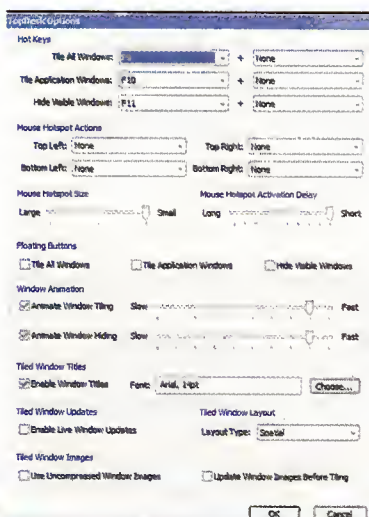 TopDesk Options
Hot Keys
Tile All Windows: + None
Tile Application Windows: F10 + None
Hide Visible Windows: F11 + None
Mouse Hotspot Actions
Top Left: None Top Right: None
Bottom Left: None Bottom Right: None
Mouse Hotspot Size Mouse Hotspot Activation Delay
Large Small Long Short
Floating Buttons
Tile All Windows Tile Application Windows Hide Visible Windows
Window Animation
Animate Window Tiling Slow Fast
Animate Window Hiding Slow Fast
Tiled Window Titles
Enable Window Titles Font: Arial, 14pt Choose...
Tiled Window Updates Tiled Window Layout
Enable Live Window Updates Layout Type: Spatial
Tiled Window Images
Use Uncompressed Window Images Update Window Images Before Tiling
OK Cancel